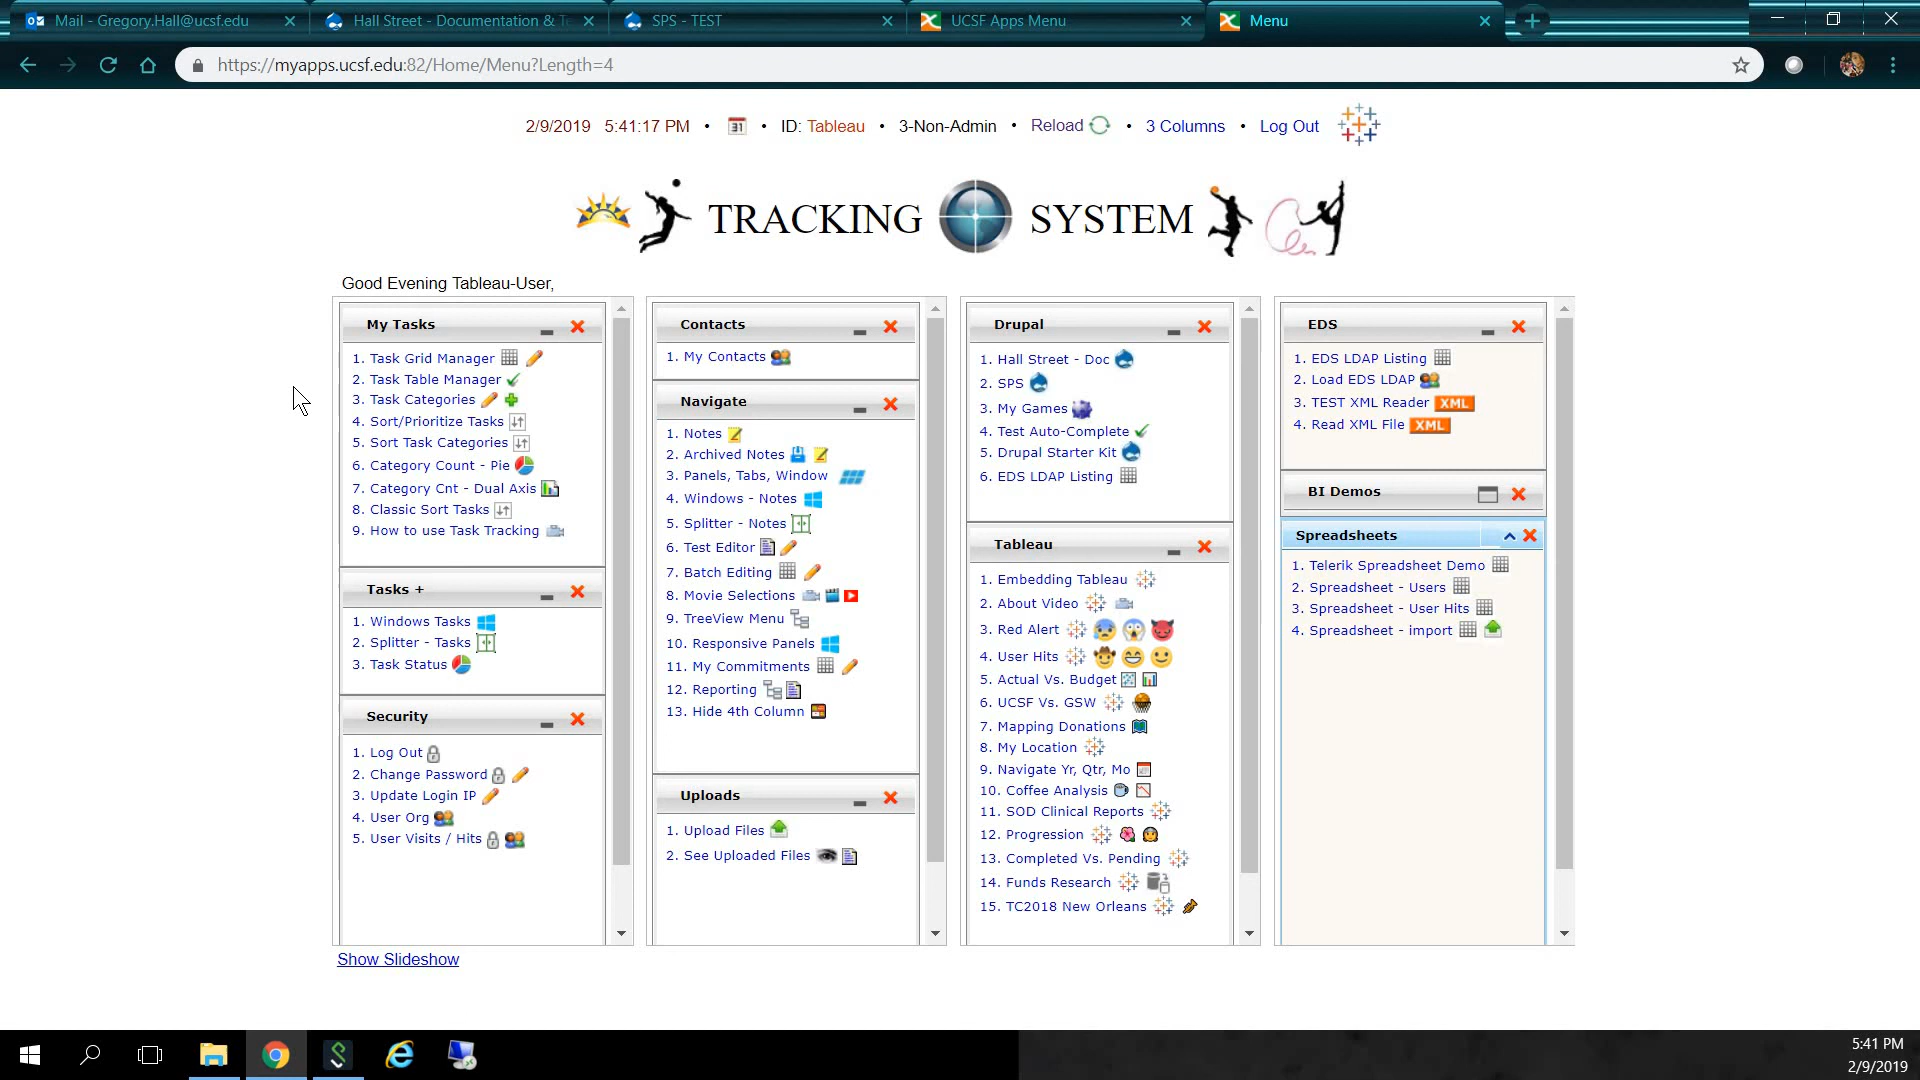 Mail - Gregory.Hall@ucsf.edu
Hall Street - Documentation & Te
SPS - TEST
UCSF Apps Menu
Menu
https://myapps.ucsf.edu:82/Home/Menu?Length=4
2/9/2019 5:41:17 PM • 31 • ID: Tableau • 3-Non-Admin • Reload • 3 Columns • Log Out
TRACKING SYSTEM
Good Evening Tableau-User,
My Tasks
1. Task Grid Manager
2. Task Table Manager
3. Task Categories
4. Sort/Prioritize Tasks
5. Sort Task Categories
6. Category Count - Pie
7. Category Cnt - Dual Axis
8. Classic Sort Tasks
9. How to use Task Tracking
Tasks +
1. Windows Tasks
2. Splitter - Tasks
3. Task Status
Security
1. Log Out
2. Change Password
3. Update Login IP
4. User Org
5. User Visits / Hits
Contacts
1. My Contacts
Navigate
1. Notes
2. Archived Notes
3. Panels, Tabs, Window
4. Windows - Notes
5. Splitter - Notes
6. Test Editor
7. Batch Editing
8. Movie Selections
9. TreeView Menu
10. Responsive Panels
11. My Commitments
12. Reporting
13. Hide 4th Column
Uploads
1. Upload Files
2. See Uploaded Files
Drupal
1. Hall Street - Doc
2. SPS
3. My Games
4. Test Auto-Complete
5. Drupal Starter Kit
6. EDS LDAP Listing
Tableau
1. Embedding Tableau
2. About Video
3. Red Alert
4. User Hits
5. Actual Vs. Budget
6. UCSF Vs. GSW
7. Mapping Donations
8. My Location
9. Navigate Yr, Qtr, Mo
10. Coffee Analysis
11. SOD Clinical Reports
12. Progression
13. Completed Vs. Pending
14. Funds Research
15. TC2018 New Orleans
EDS
1. EDS LDAP Listing
2. Load EDS LDAP
3. TEST XML Reader XML
4. Read XML File XML
BI Demos
Spreadsheets
1. Telerik Spreadsheet Demo
2. Spreadsheet - Users
3. Spreadsheet - User Hits
4. Spreadsheet - import
Show Slideshow
5:41 PM
2/9/2019